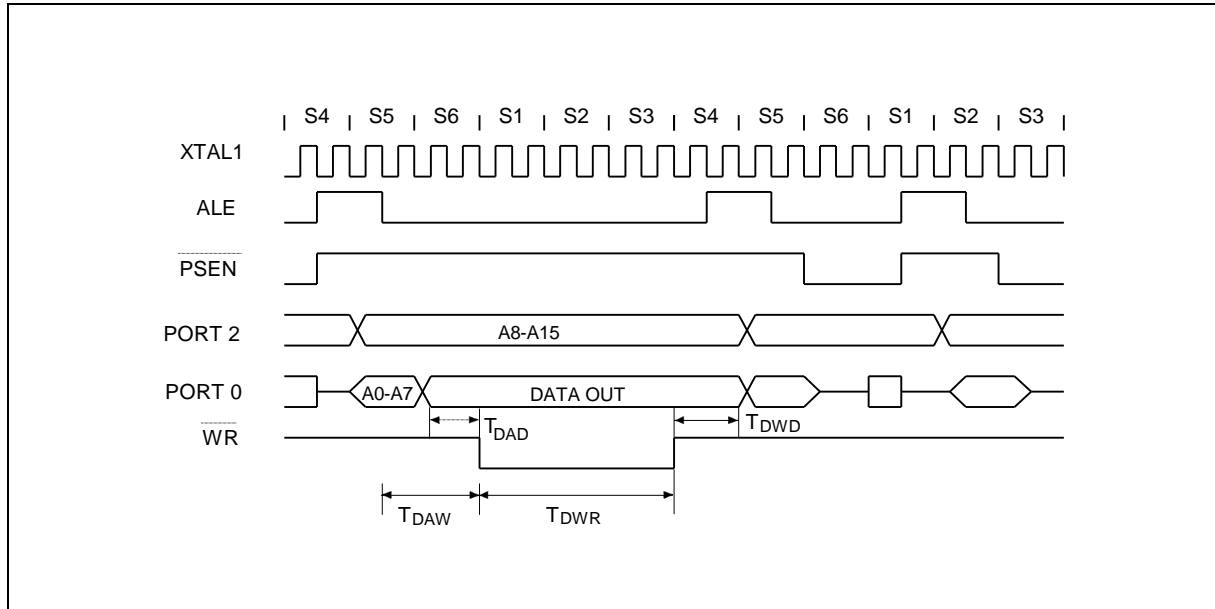 | S4 | S5 | S6 | S1 | S2 | S3 | S4 | S5 | S6 | S1 | S2 | S3 |
XTAL1
ALE
PSEN
PORT 2
A8-A15
PORT 0
A0-A7
DATA OUT
WR
TDAD
TDWD
TDAW
TDWR